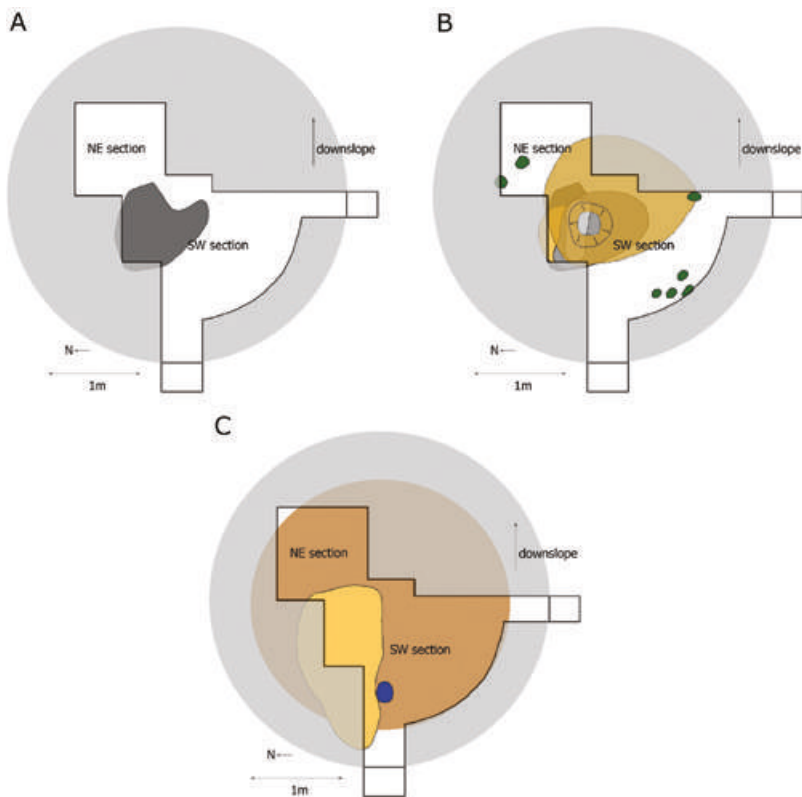 A
NE section
downslope
SW section
N
1m
B
NE section
downslope
SW section
N
1m
C
NE section
downslope
SW section
N
1m